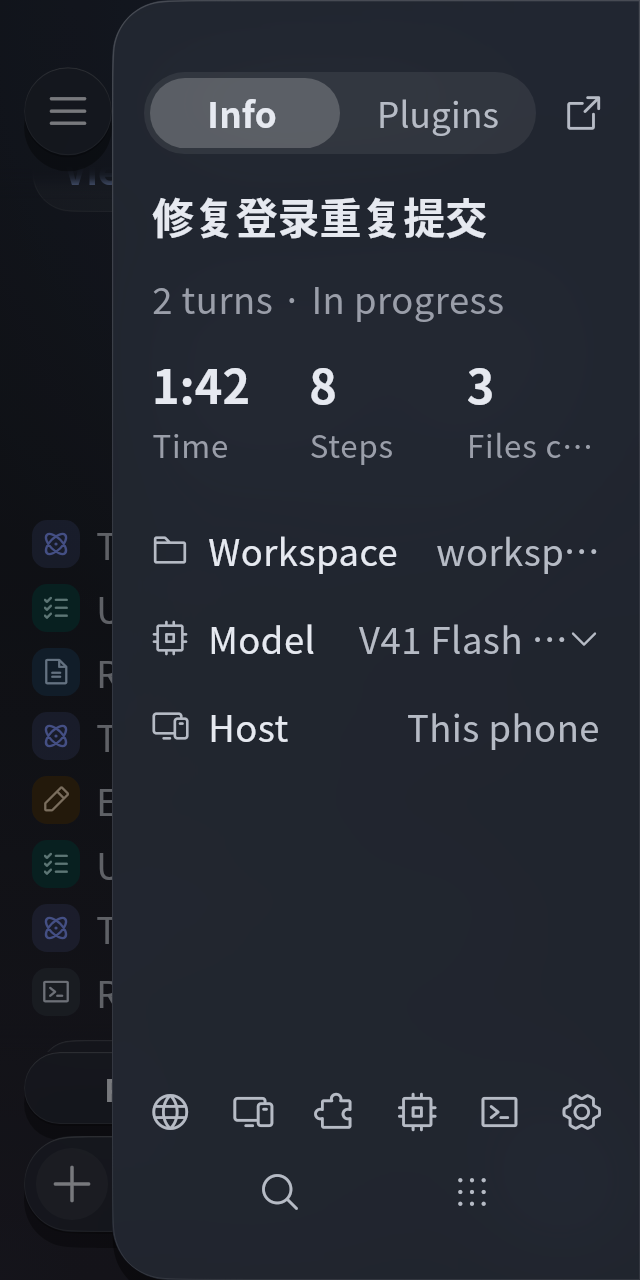 Info
Plugins
修复登录重复提交
2 turns · In progress
1:42
8
3
Time
Steps
Files c…
Workspace
worksp…
Model
V41 Flash …
Host
This phone